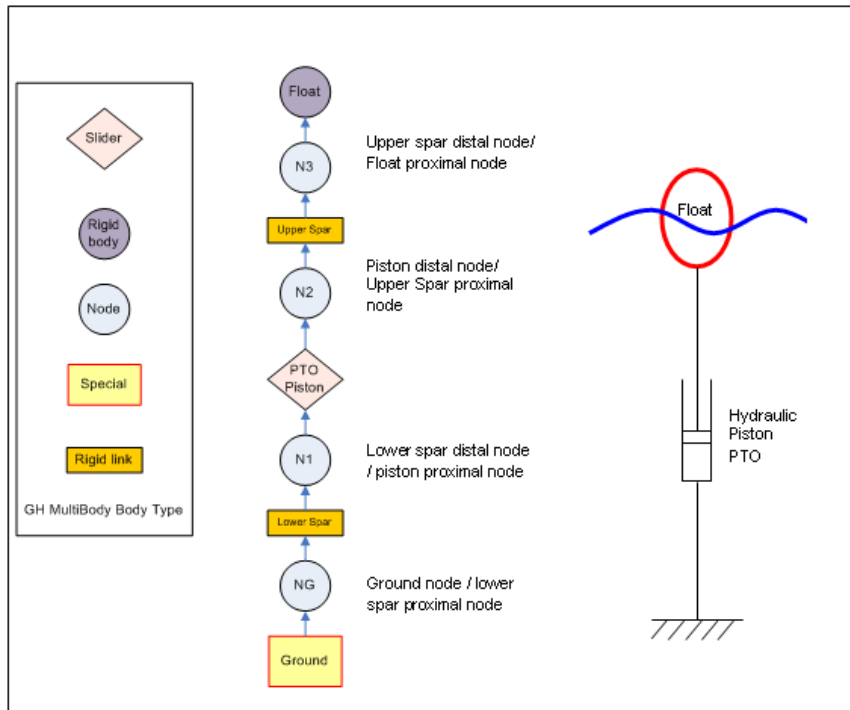 Slider
Rigid
body
Node
Special
Rigid link
GH MultiBody Body Type
Float
N3
Upper Spar
N2
PTO
Piston
N1
Lower Spar
NG
Ground
Upper spar distal node/
Float proximal node
Piston distal node/
Upper Spar proximal
node
Lower spar distal node
/ piston proximal node
Ground node / lower
spar proximal node
Float
Hydraulic
Piston
PTO